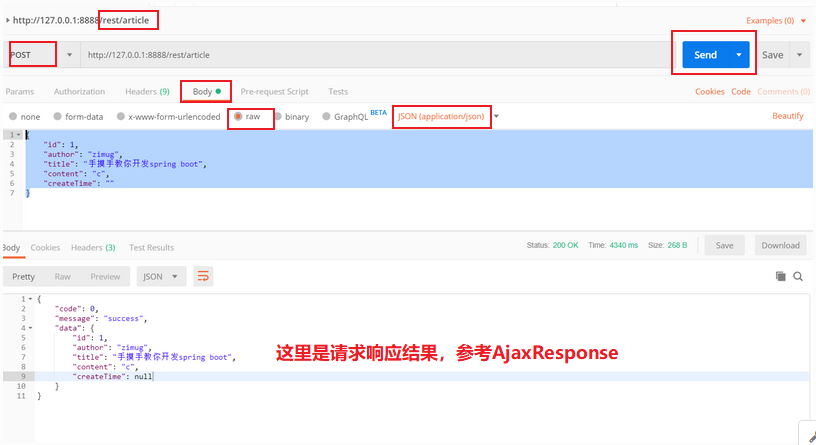 http://127.0.0.1:8888/rest/article Examples (0)
POST http://127.0.0.1:8888/rest/article Send Save
Params Authorization Headers (9) Body Pre-request Script Tests Cookies Code Comments (0)
none form-data x-www-form-urlencoded raw binary GraphQL BETA JSON (application/json) Beautify
1 {
2 "id": 1,
3 "author": "zimug",
4 "title": "手摸手教你开发spring boot",
5 "content": "c",
6 "createTime": ""
7 }
Body Cookies Headers (3) Test Results Status: 200 OK Time: 4340 ms Size: 268 B Save Download
Pretty Raw Preview JSON
1 {
2 "code": 0,
3 "message": "success",
4 "data": {
5 "id": 1,
6 "author": "zimug",
7 "title": "手摸手教你开发spring boot",
8 "content": "c",
9 "createTime": null
10 }
11 }
这里是请求响应结果，参考AjaxResponse